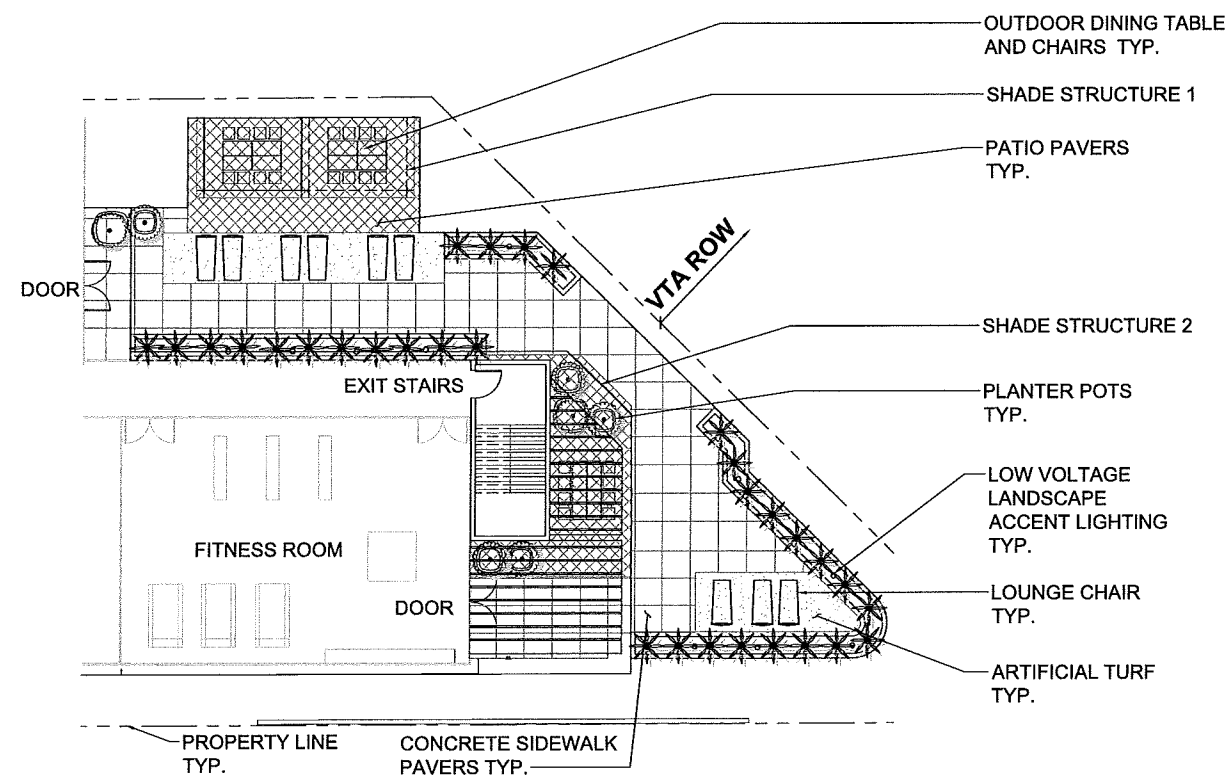 OUTDOOR DINING TABLE
AND CHAIRS TYP.
SHADE STRUCTURE 1
PATIO PAVERS
TYP.
VTA ROW
DOOR
SHADE STRUCTURE 2
EXIT STAIRS
PLANTER POTS
TYP.
LOW VOLTAGE
LANDSCAPE
ACCENT LIGHTING
TYP.
FITNESS ROOM
DOOR
LOUNGE CHAIR
TYP.
ARTIFICIAL TURF
TYP.
PROPERTY LINE
TYP.
CONCRETE SIDEWALK
PAVERS TYP.